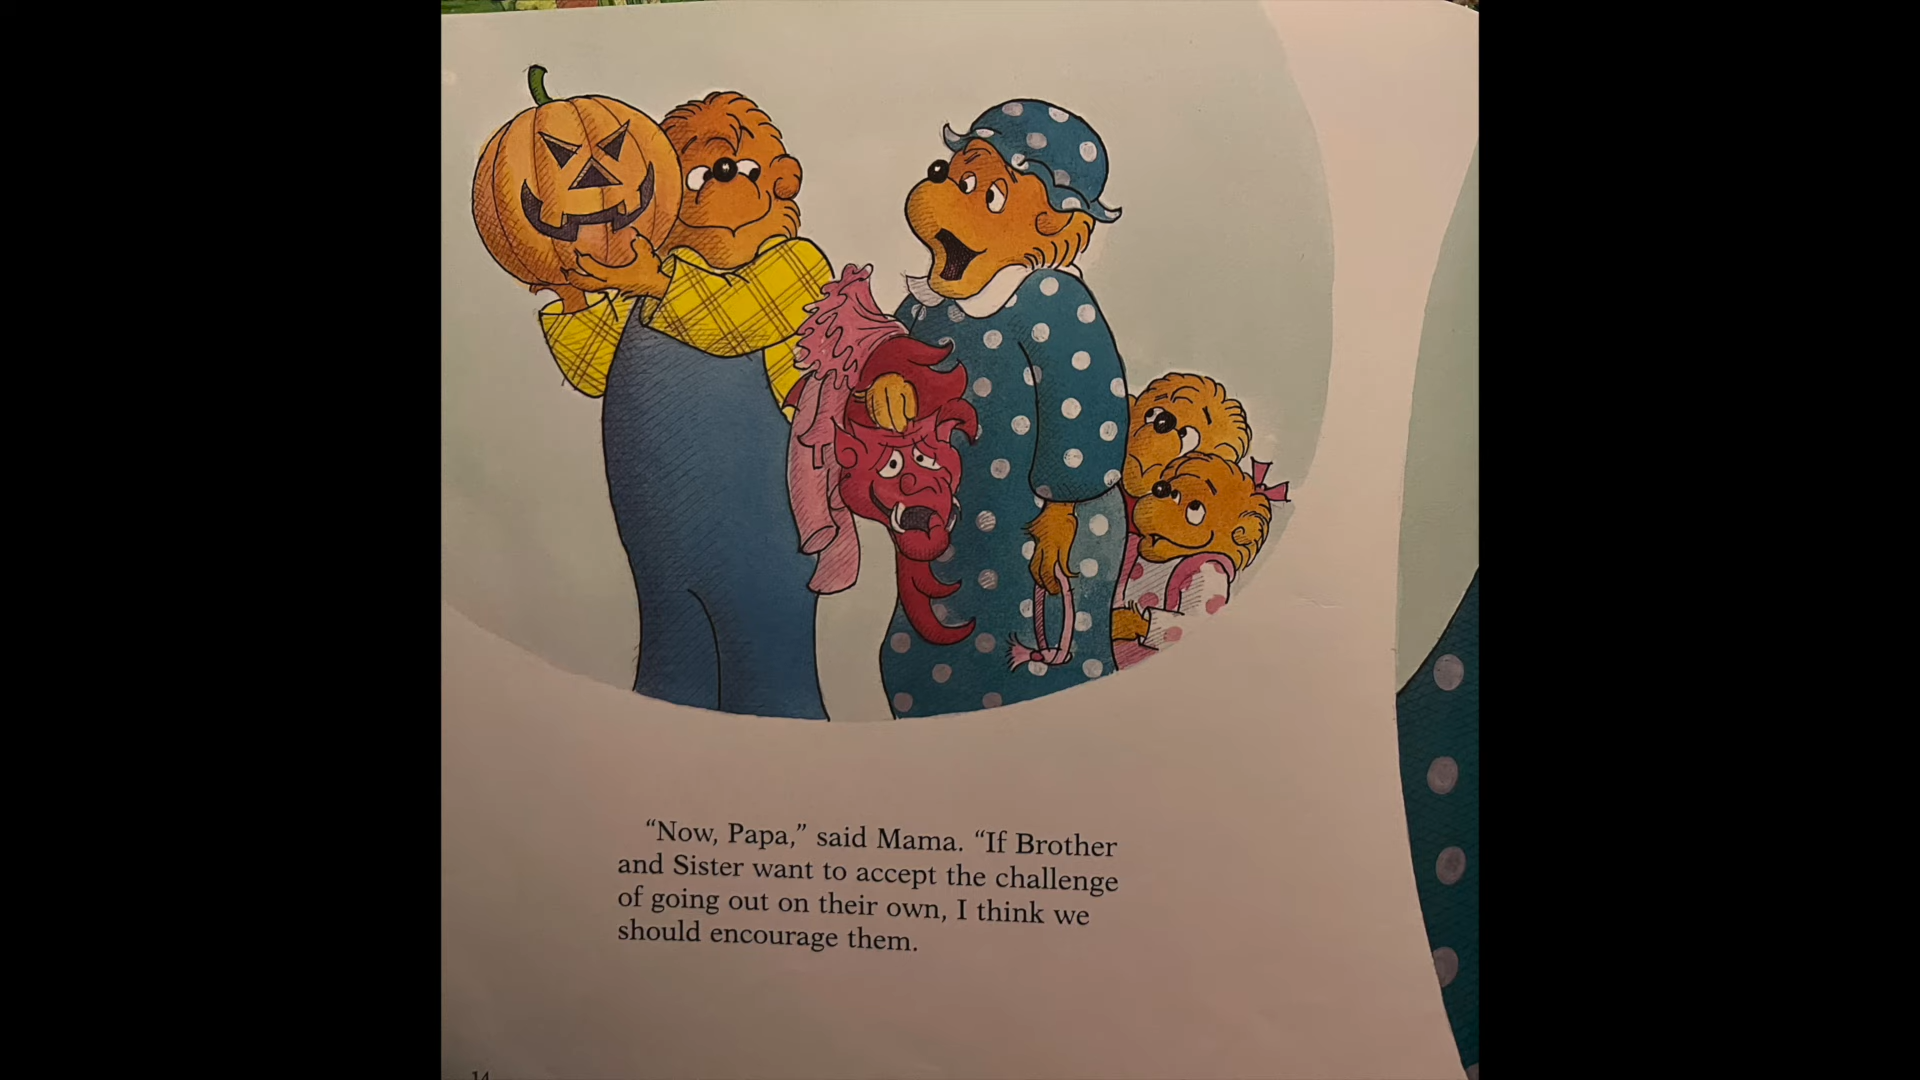 “Now, Papa,” said Mama. “If Brother
and Sister want to accept the challenge
of going out on their own, I think we
should encourage them.
14